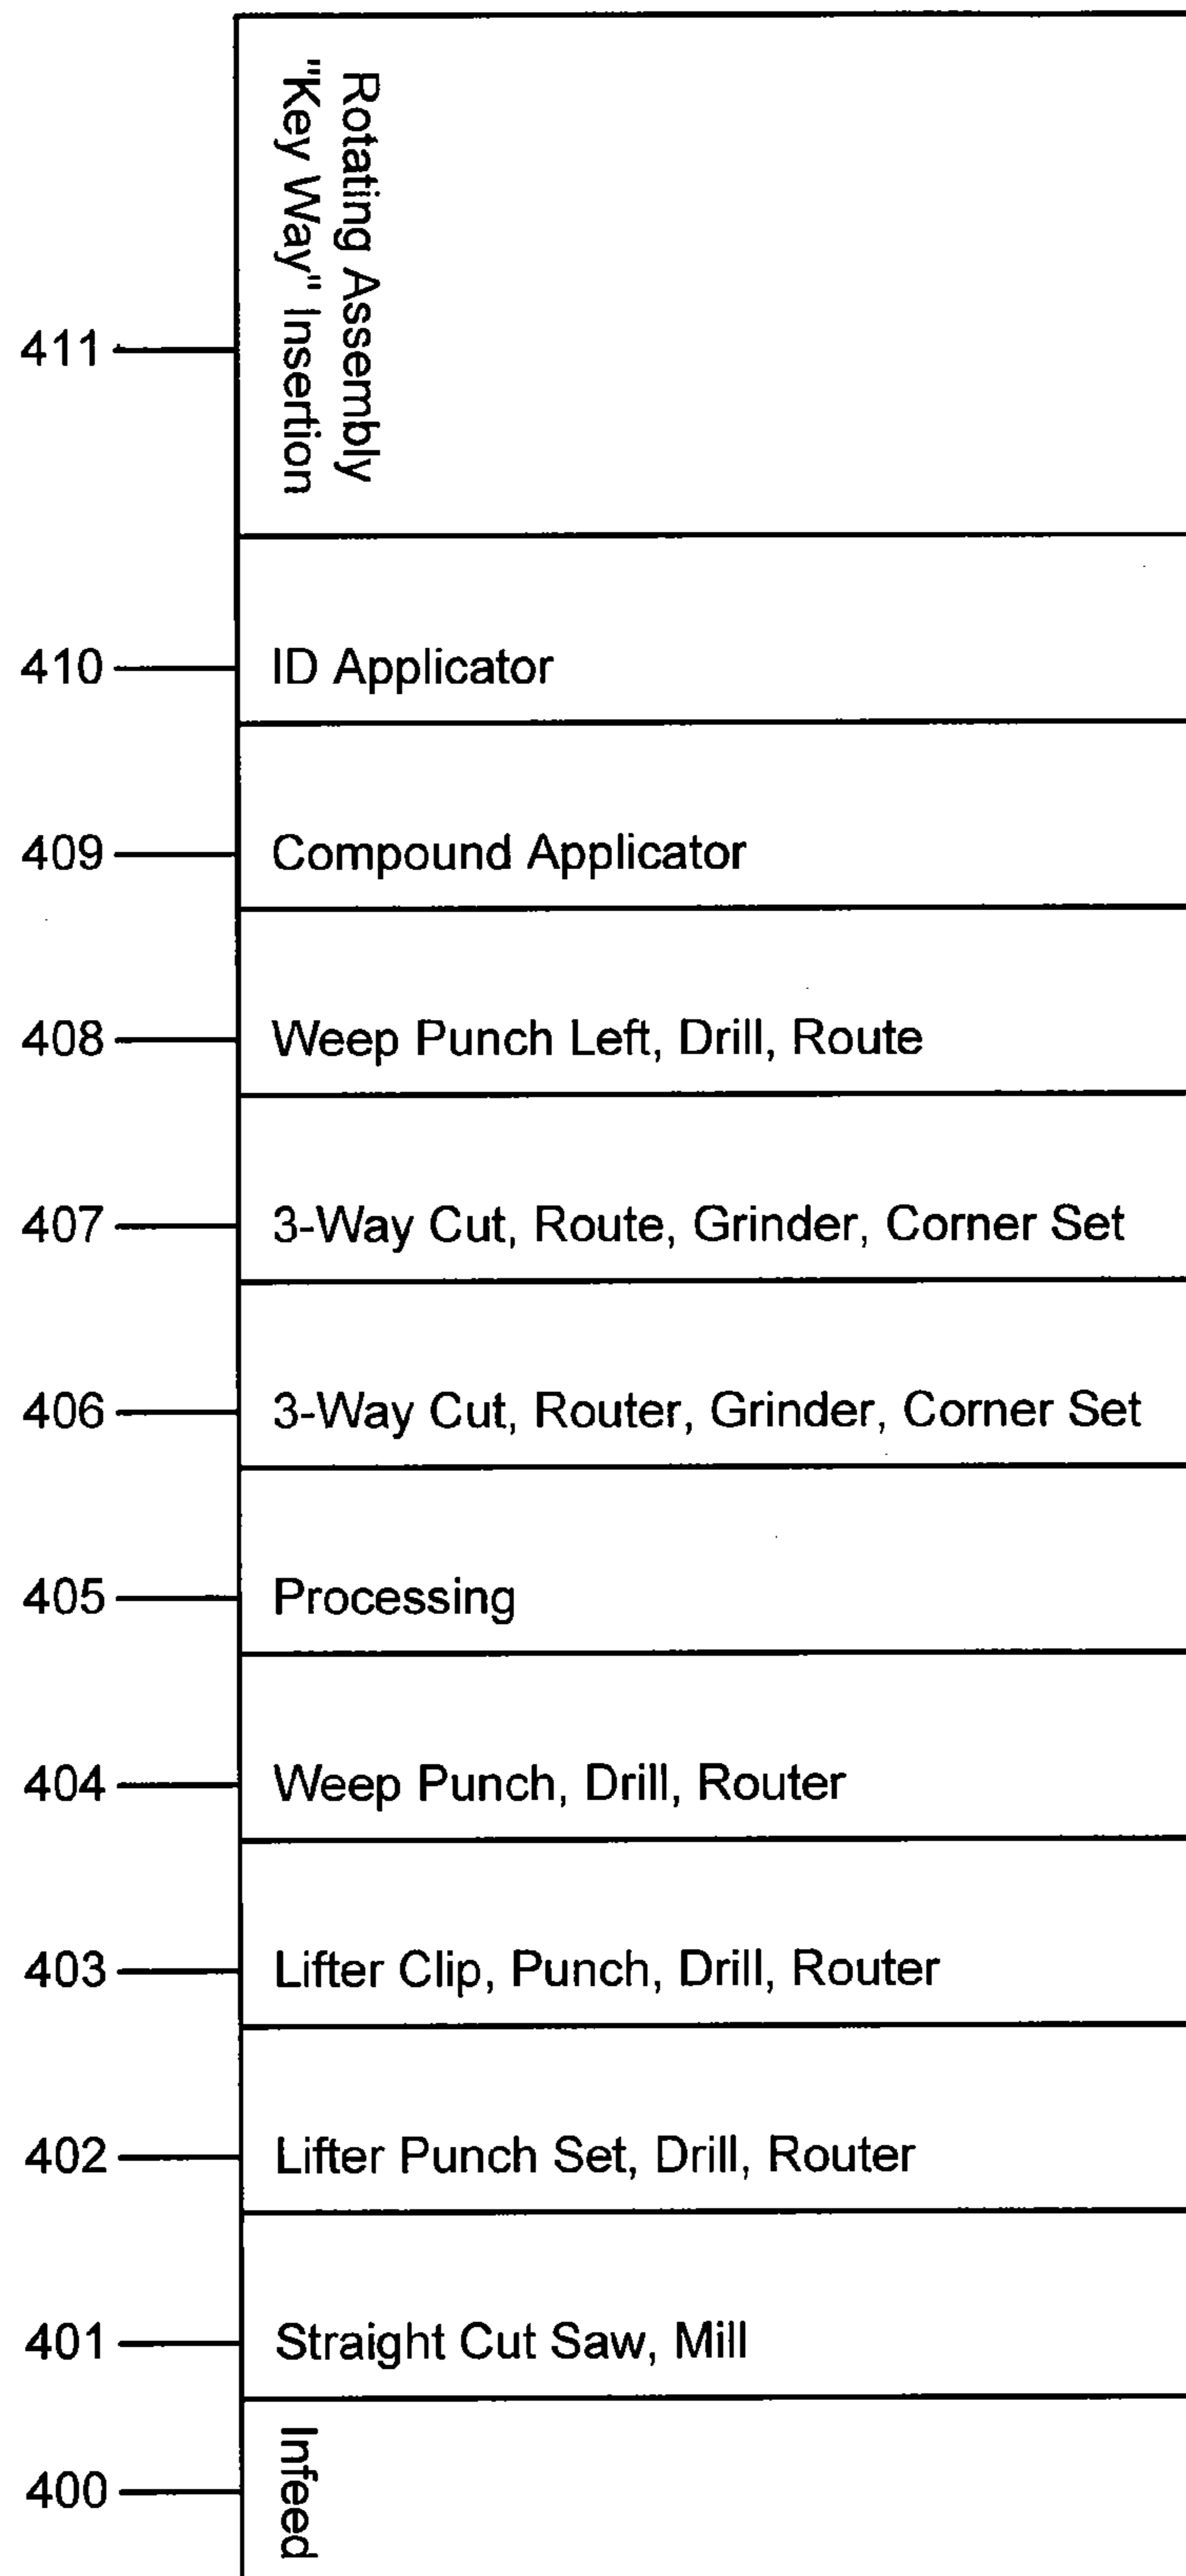 Rotating Assembly
"Key Way" Insertion
411
410 ID Applicator
409 Compound Applicator
408 Weep Punch Left, Drill, Route
407 3-Way Cut, Route, Grinder, Corner Set
406 3-Way Cut, Router, Grinder, Corner Set
405 Processing
404 Weep Punch, Drill, Router
403 Lifter Clip, Punch, Drill, Router
402 Lifter Punch Set, Drill, Router
401 Straight Cut Saw, Mill
400 Infeed